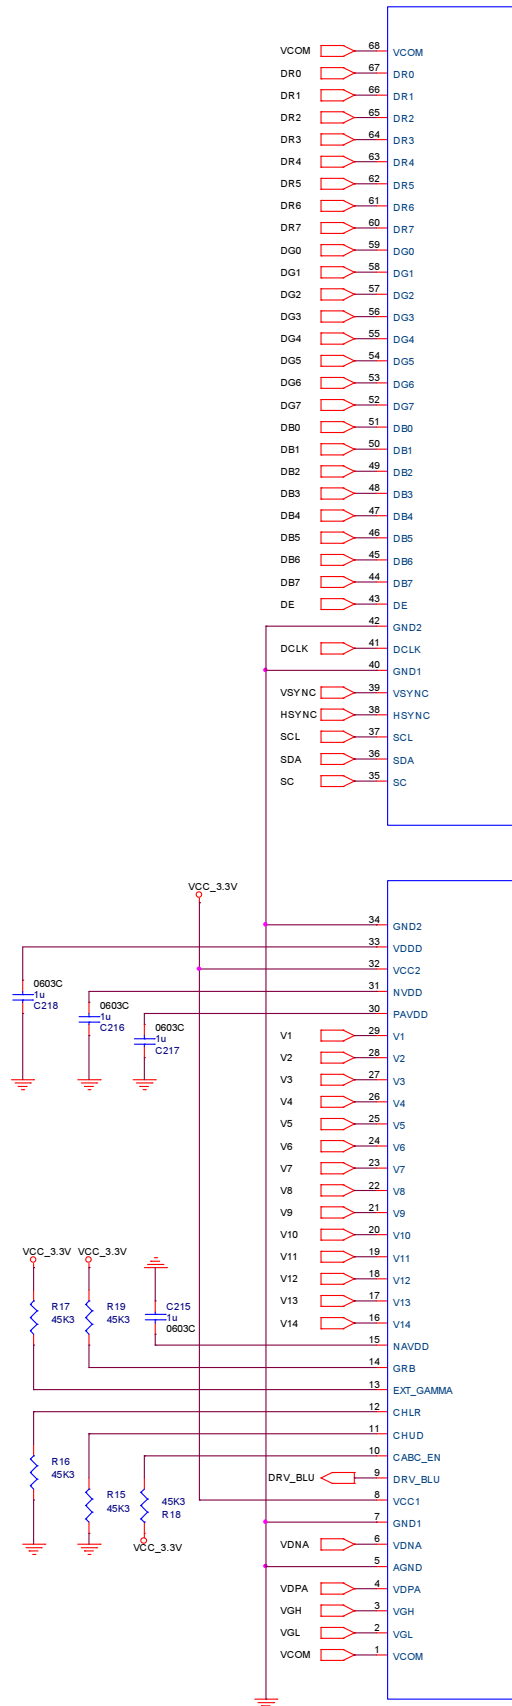 VCOM 68 VCOM
DR0 67 DR0
DR1 66 DR1
DR2 65 DR2
DR3 64 DR3
DR4 63 DR4
DR5 62 DR5
DR6 61 DR6
DR7 60 DR7
DG0 59 DG0
DG1 58 DG1
DG2 57 DG2
DG3 56 DG3
DG4 55 DG4
DG5 54 DG5
DG6 53 DG6
DG7 52 DG7
DB0 51 DB0
DB1 50 DB1
DB2 49 DB2
DB3 48 DB3
DB4 47 DB4
DB5 46 DB5
DB6 45 DB6
DB7 44 DB7
DE 43 DE
42 GND2
DCLK 41 DCLK
40 GND1
VSYNC 39 VSYNC
HSYNC 38 HSYNC
SCL 37 SCL
SDA 36 SDA
SC 35 SC
VCC_3.3V
34 GND2
33 VDDD
32 VCC2
31 NVDD
30 PAVDD
0603C
1u
C218
0603C
1u
C216
0603C
1u
C217
V1 29 V1
V2 28 V2
V3 27 V3
V4 26 V4
V5 25 V5
V6 24 V6
V7 23 V7
V8 22 V8
V9 21 V9
V10 20 V10
V11 19 V11
V12 18 V12
V13 17 V13
V14 16 V14
VCC_3.3V VCC_3.3V
R17
45K3
R19
45K3
C215
1u
0603C
15 NAVDD
14 GRB
13 EXT_GAMMA
12 CHLR
11 CHUD
10 CABC_EN
DRV_BLU 9 DRV_BLU
8 VCC1
7 GND1
R16
45K3
R15
45K3
45K3
R18
VCC_3.3V
VDNA 6 VDNA
5 AGND
VDPA 4 VDPA
VGH 3 VGH
VGL 2 VGL
VCOM 1 VCOM